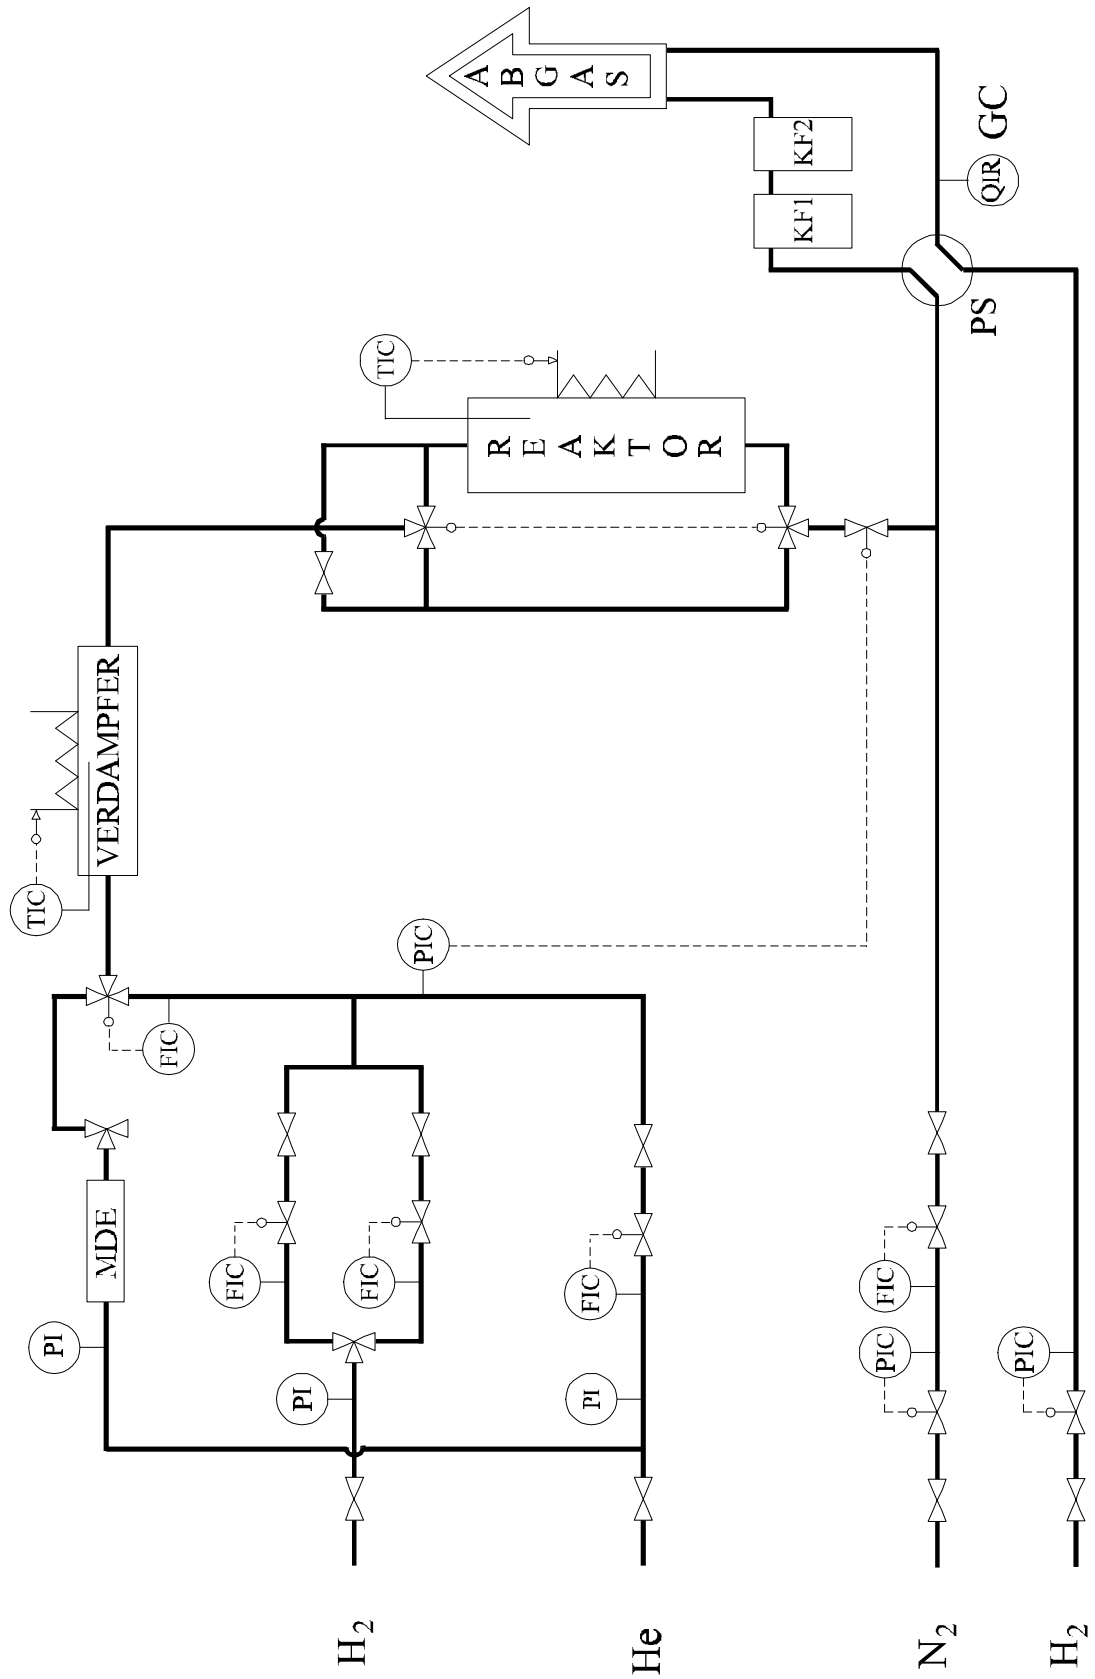 ABGAS
GC
KF2
KF1
QIR
PS
TIC
REAKTOR
VERDAMPFER
TIC
PIC
FIC
MDE
PI
FIC
FIC
PI
FIC
PI
FIC
PIC
PIC
H₂
He
N₂
H₂